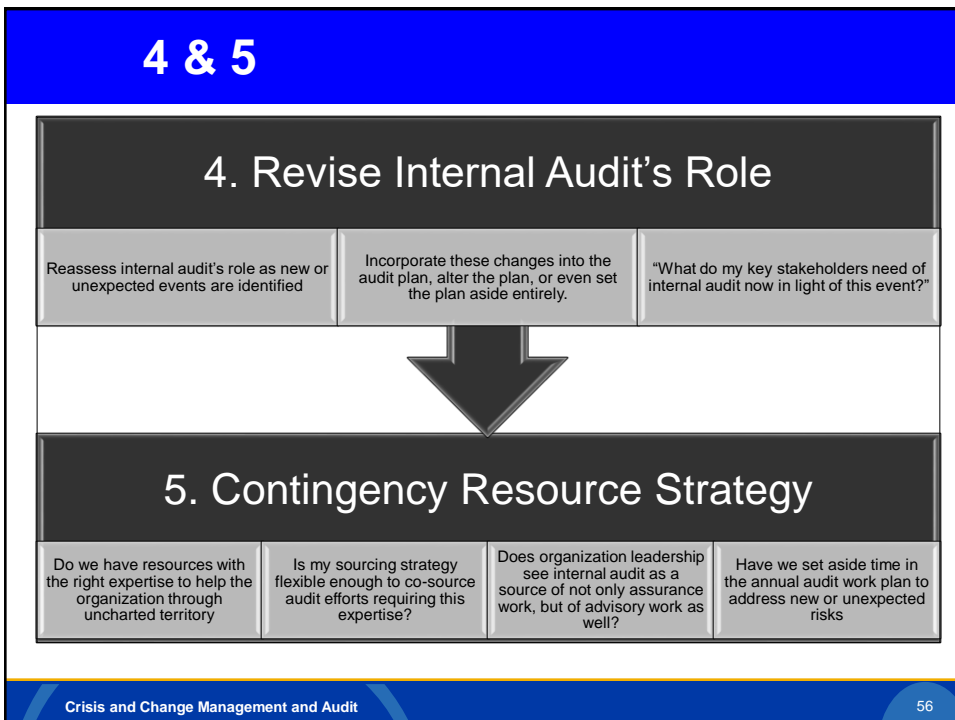 4 & 5
4. Revise Internal Audit’s Role
Reassess internal audit’s role as new or
unexpected events are identified
Incorporate these changes into the
audit plan, alter the plan, or even set
the plan aside entirely.
“What do my key stakeholders need of
internal audit now in light of this event?”
5. Contingency Resource Strategy
Do we have resources with
the right expertise to help the
organization through
uncharted territory
Is my sourcing strategy
flexible enough to co-source
audit efforts requiring this
expertise?
Does organization leadership
see internal audit as a
source of not only assurance
work, but of advisory work as
well?
Have we set aside time in
the annual audit work plan to
address new or unexpected
risks
Crisis and Change Management and Audit
56